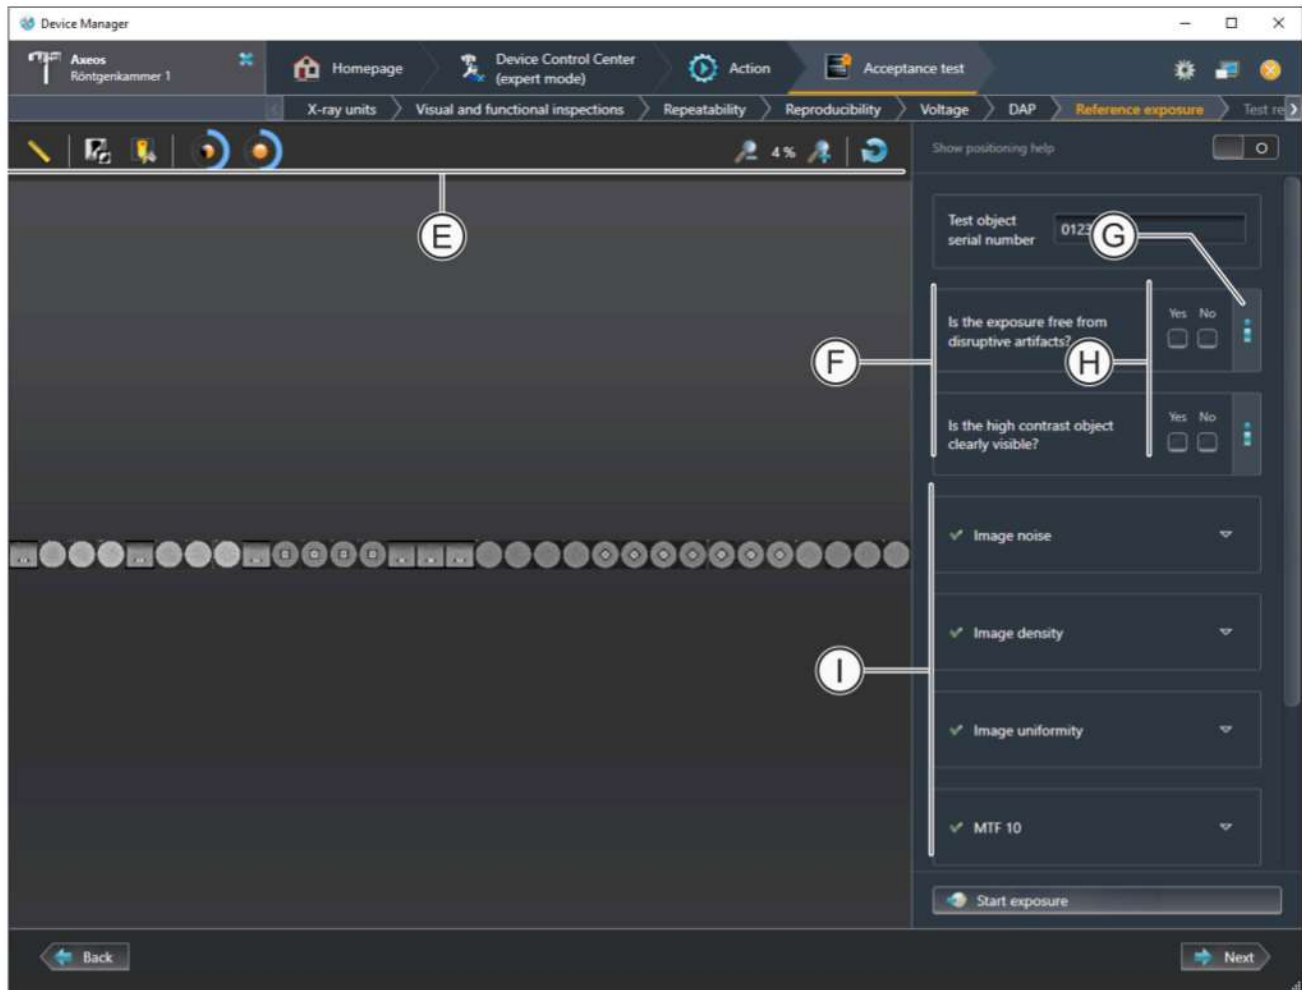 Device Manager
Axeos
Röntgenkammer 1
Homepage
Device Control Center
(expert mode)
Action
Acceptance test
X-ray units
Visual and functional inspections
Repeatability
Reproducibility
Voltage
DAP
Reference exposure
Test re
4 %
Show positioning help
E
Test object
serial number
0123
G
Is the exposure free from
disruptive artifacts?
Yes No
F
H
Is the high contrast object
clearly visible?
Yes No
Image noise
Image density
I
Image uniformity
MTF 10
Start exposure
Back
Next